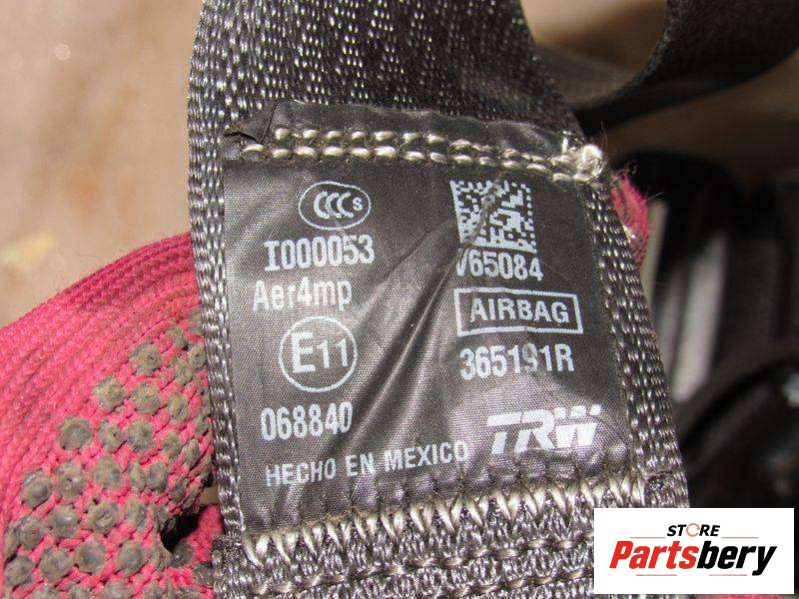 CCC S
I000053
V65084
Aer4mp
AIRBAG
E11
365191R
068840
TRW
HECHO EN MEXICO
STORE
Partsbery